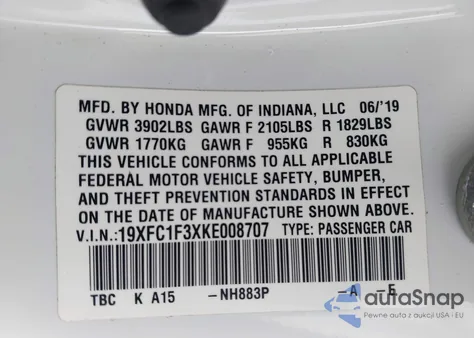 MFD. BY HONDA MFG. OF INDIANA, LLC 06/'19
GVWR 3902LBS GAWR F 2105LBS R 1829LBS
GVWR 1770KG GAWR F 955KG R 830KG
THIS VEHICLE CONFORMS TO ALL APPLICABLE
FEDERAL MOTOR VEHICLE SAFETY, BUMPER,
AND THEFT PREVENTION STANDARDS IN EFFECT
ON THE DATE OF MANUFACTURE SHOWN ABOVE.
V.I.N.:19XFC1F3XKE008707 TYPE: PASSENGER CAR
TBC K A15 -NH883P -A -E
autoSnap
Pewne auta z aukcji USA - EU